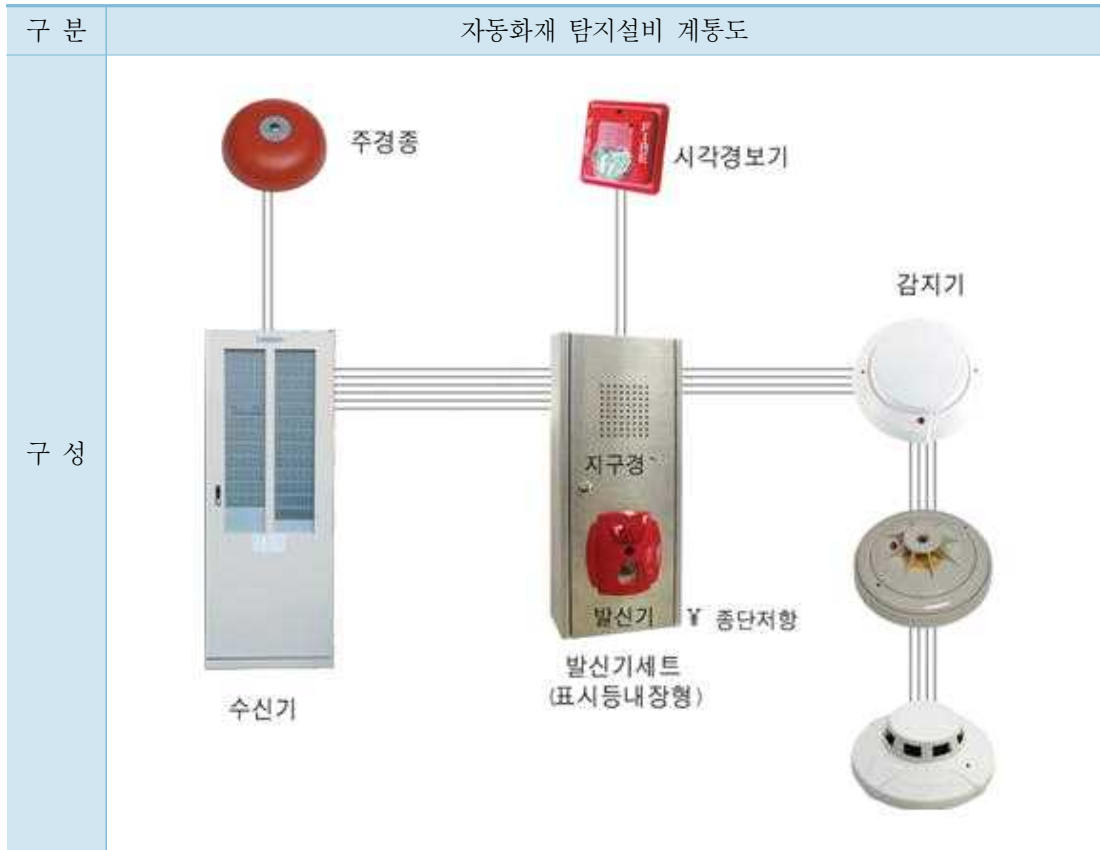 구 분
자동화재 탐지설비 계통도
구 성
주경종
시각경보기
감지기
지구경
발신기
¥ 종단저항
발신기세트
(표시등내장형)
수신기